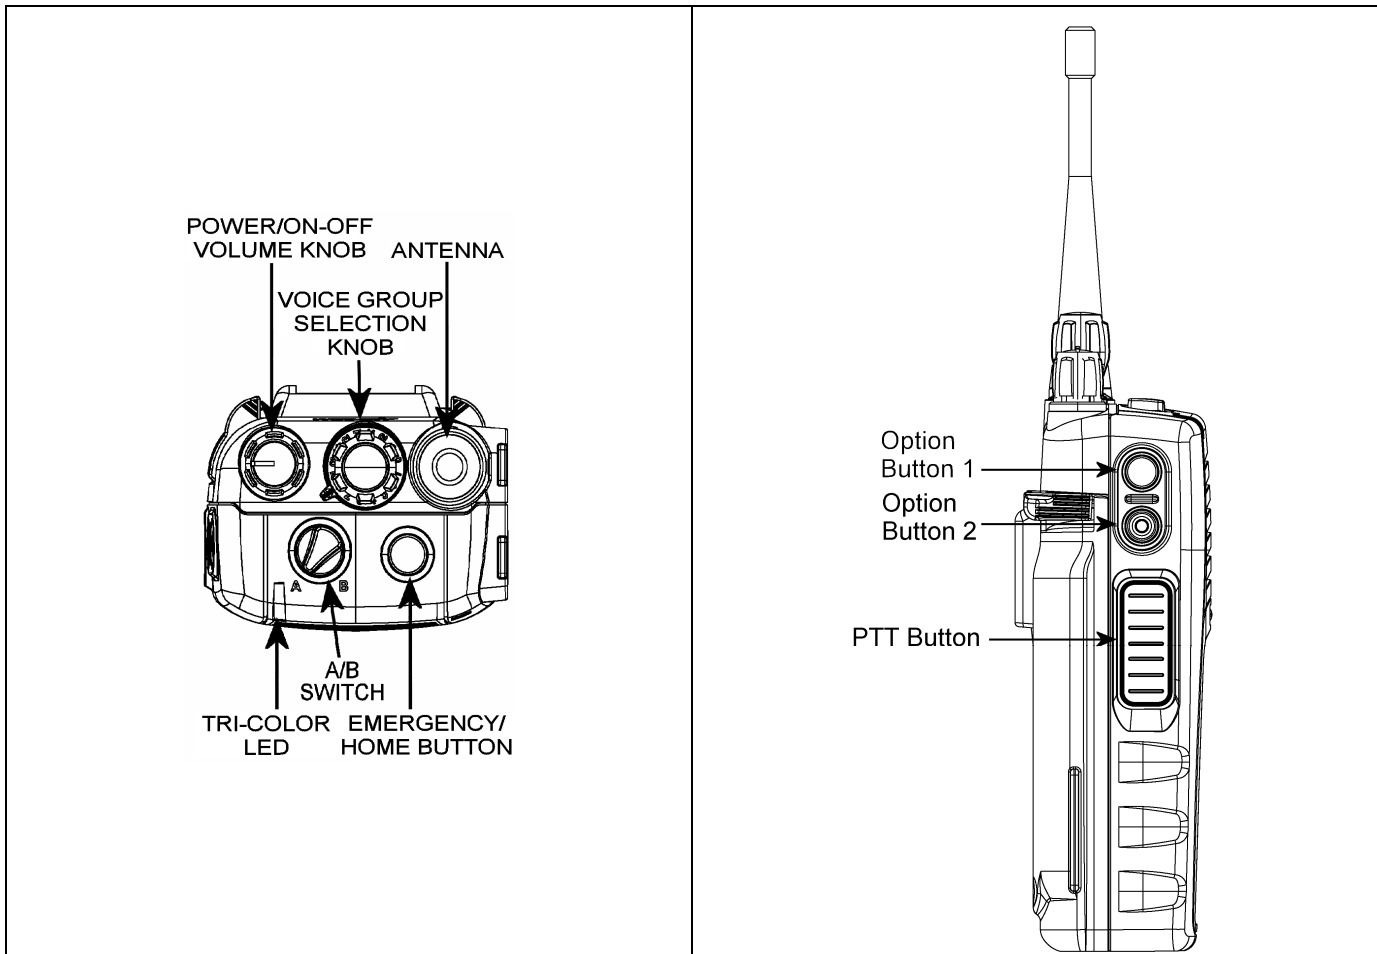 POWER/ON-OFF
VOLUME KNOB
ANTENNA
VOICE GROUP
SELECTION
KNOB
A
B
A/B
SWITCH
TRI-COLOR
LED
EMERGENCY/
HOME BUTTON
Option
Button 1
Option
Button 2
PTT Button